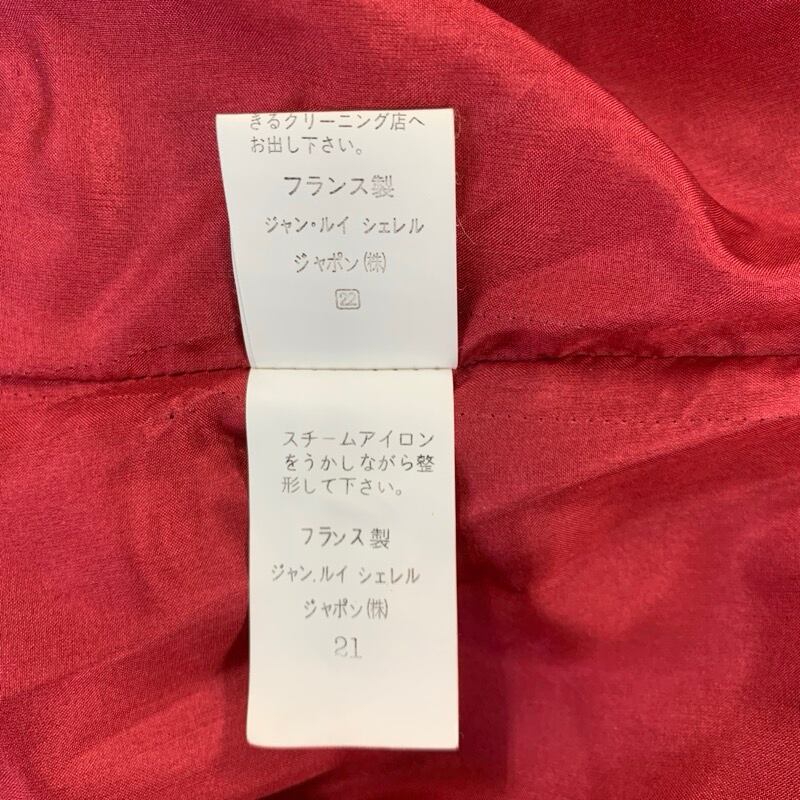 きるクリーニング店へ
お出し下さい。
フランス製
ジャン・ルイ シェレル
ジャポン(株)
22
スチームアイロン
をうかしながら整
形して下さい。
フランス製
ジャン.ルイ シェレル
ジャポン(株)
21